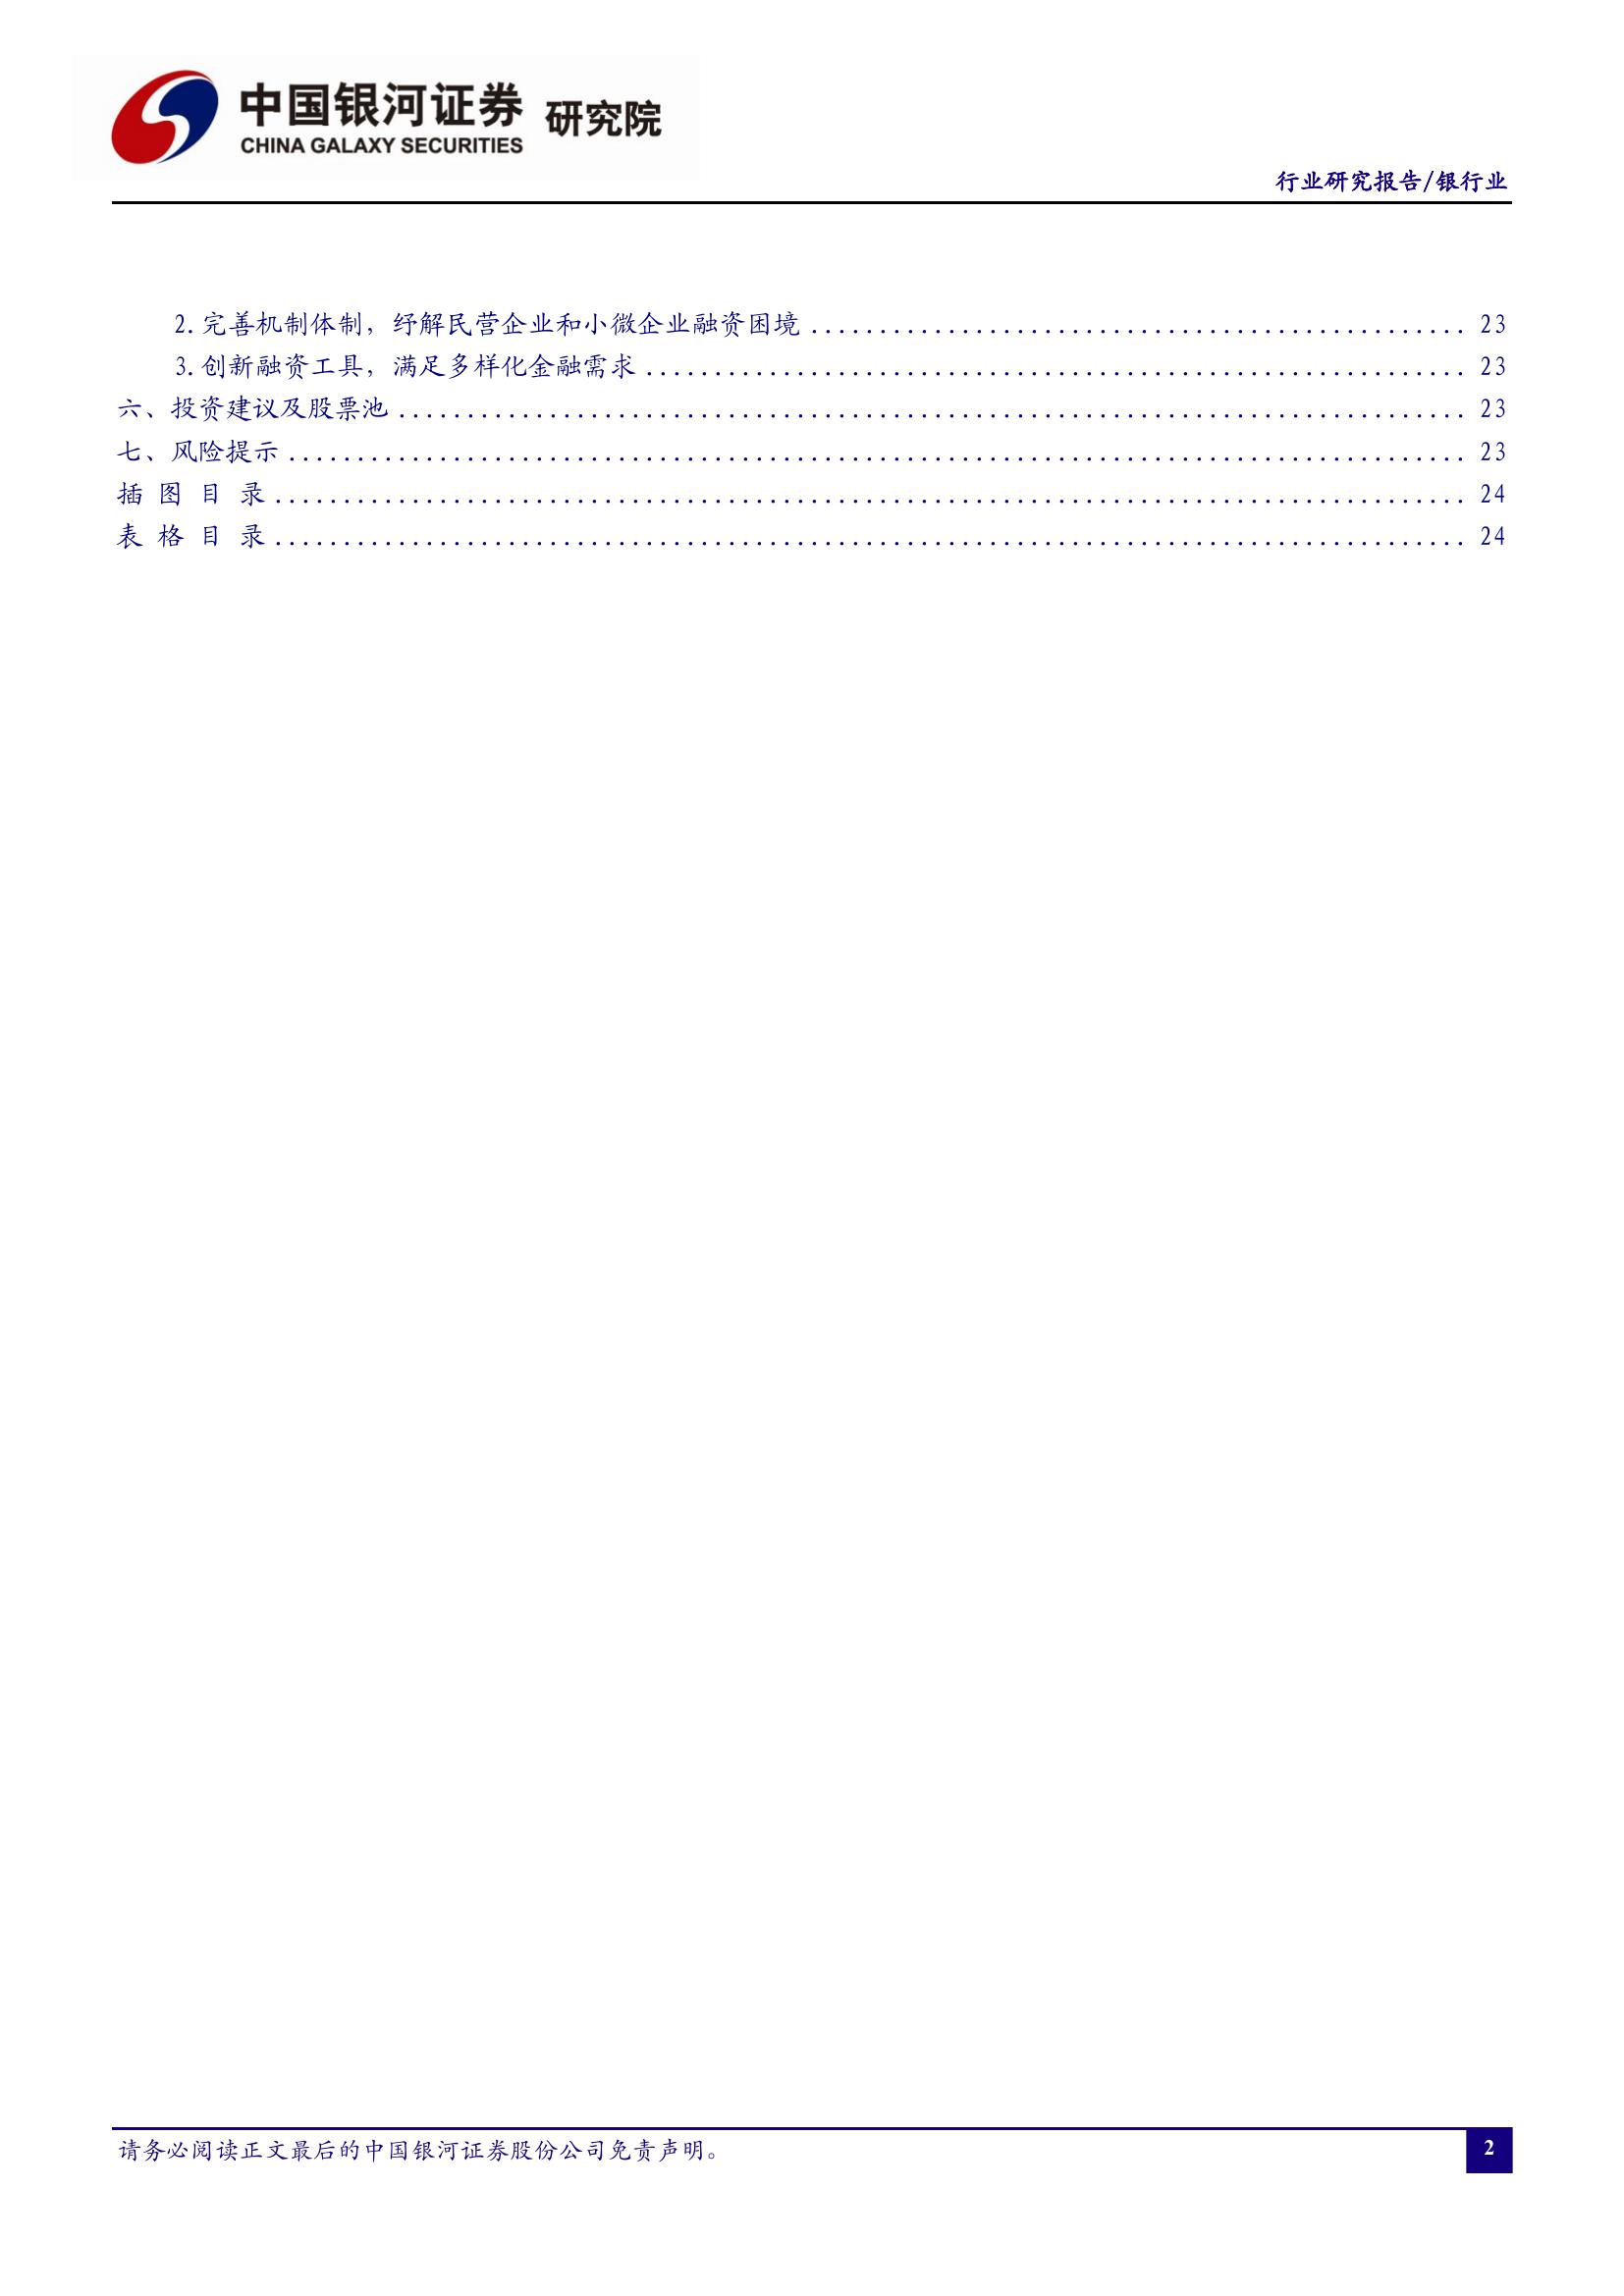 中国银河证券 研究院
CHINA GALAXY SECURITIES
行业研究报告/银行业
2.完善机制体制，纾解民营企业和小微企业融资困境 ................................................ 23
3.创新融资工具，满足多样化金融需求 ............................................................ 23
六、投资建议及股票池 .............................................................................. 23
七、风险提示 ...................................................................................... 23
插 图 目 录 ....................................................................................... 24
表 格 目 录 ....................................................................................... 24
请务必阅读正文最后的中国银河证券股份公司免责声明。
2